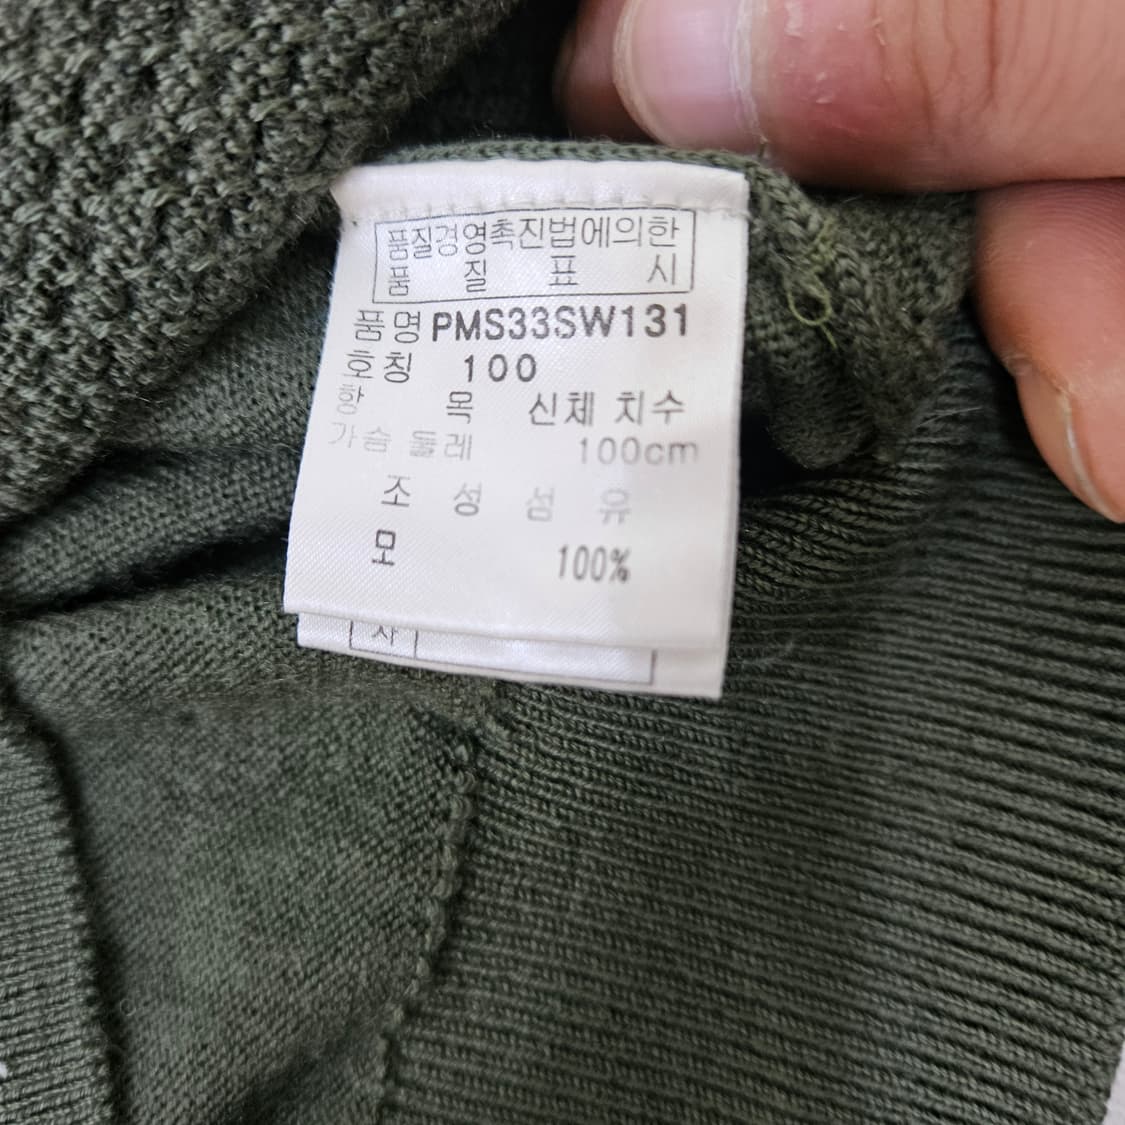 품질경영촉진법에의한
품 질 표 시
품명 PMS33SW131
호칭 100
항 목 신체 치수
가슴 둘레 100cm
조 성 섬 유
모 100%